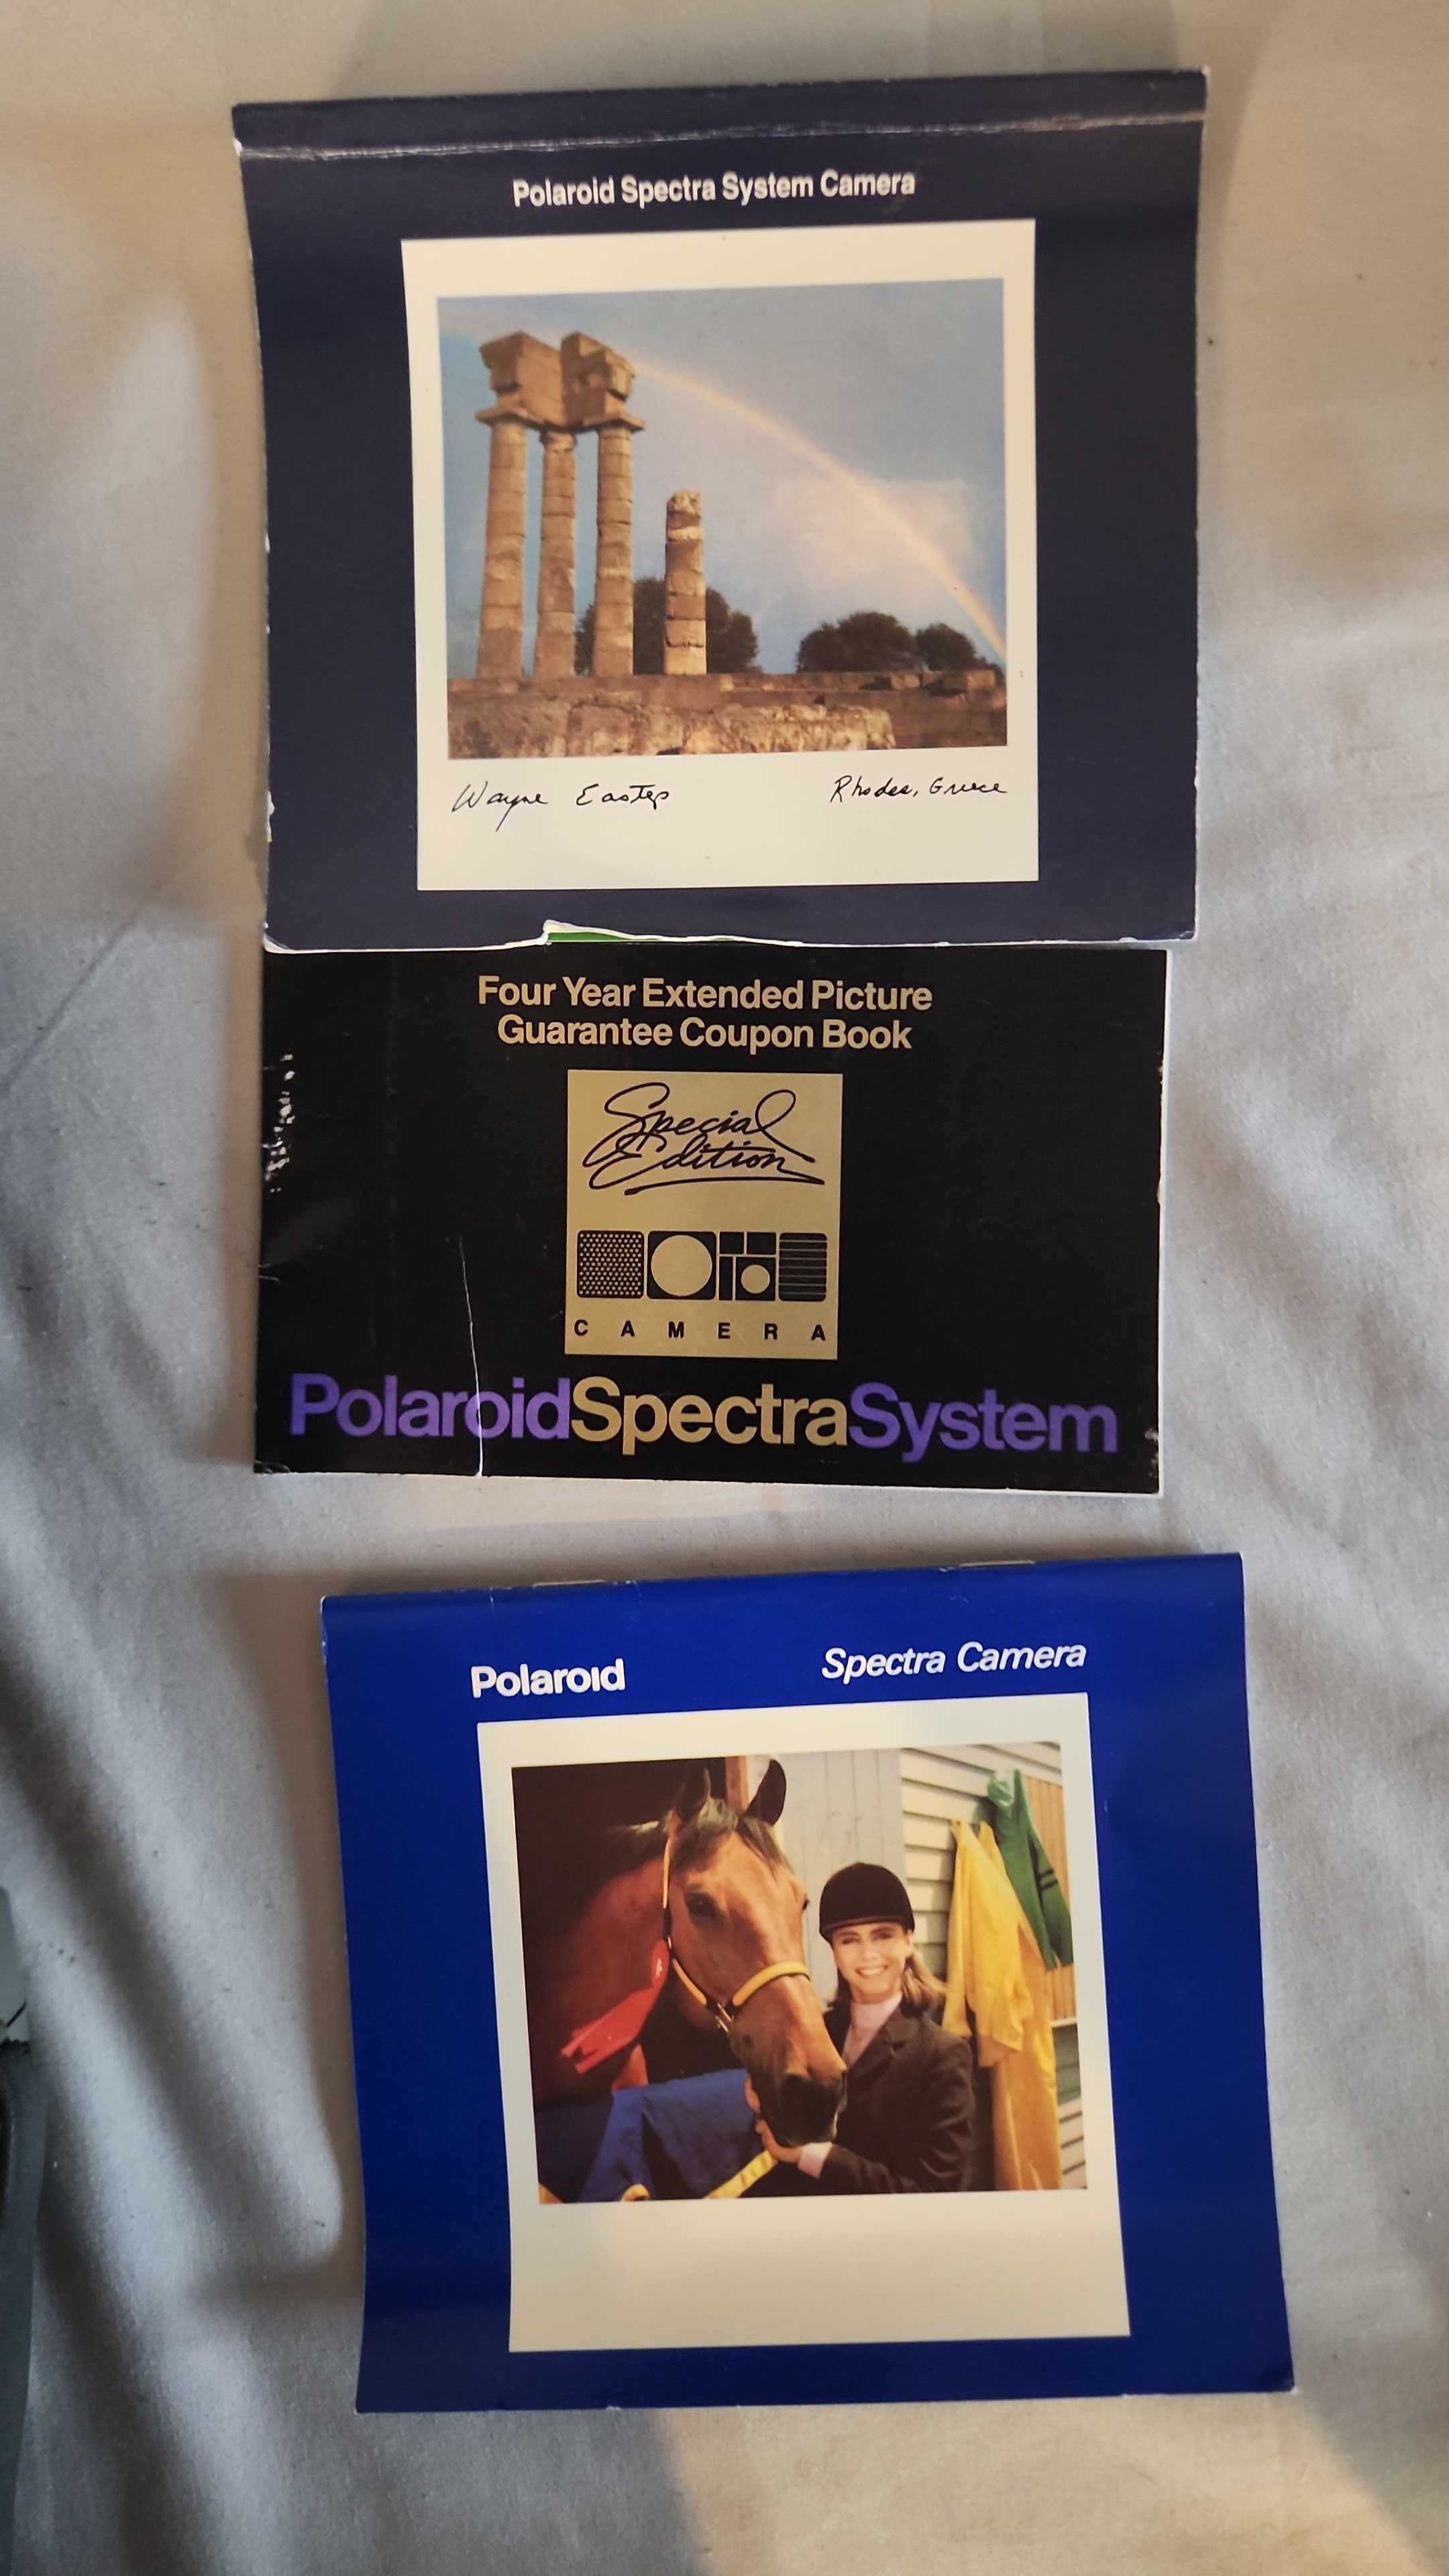 Polaroid Spectra System Camera
Wayne Eastep Rhodes, Greece
Four Year Extended Picture
Guarantee Coupon Book
Special
Edition
CAMERA
PolaroidSpectraSystem
Polaroid Spectra Camera